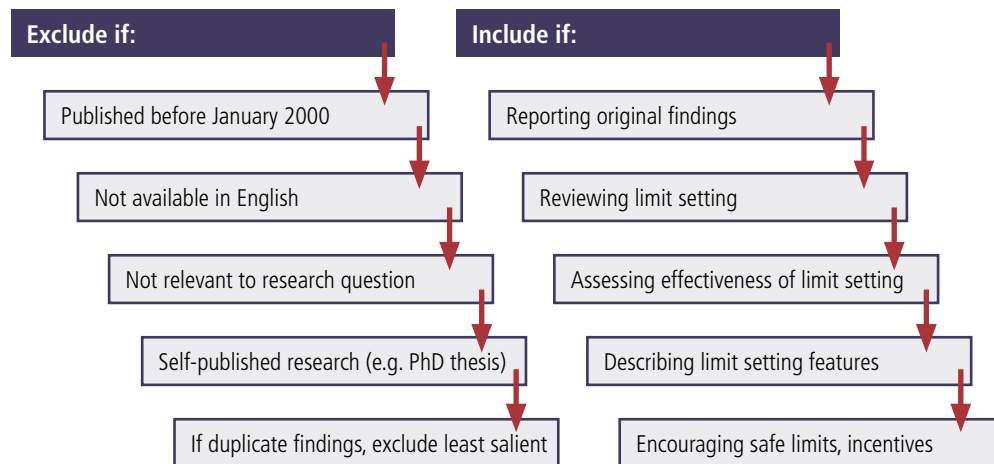 Exclude if:
Published before January 2000
Not available in English
Not relevant to research question
Self-published research (e.g. PhD thesis)
If duplicate findings, exclude least salient
Include if:
Reporting original findings
Reviewing limit setting
Assessing effectiveness of limit setting
Describing limit setting features
Encouraging safe limits, incentives